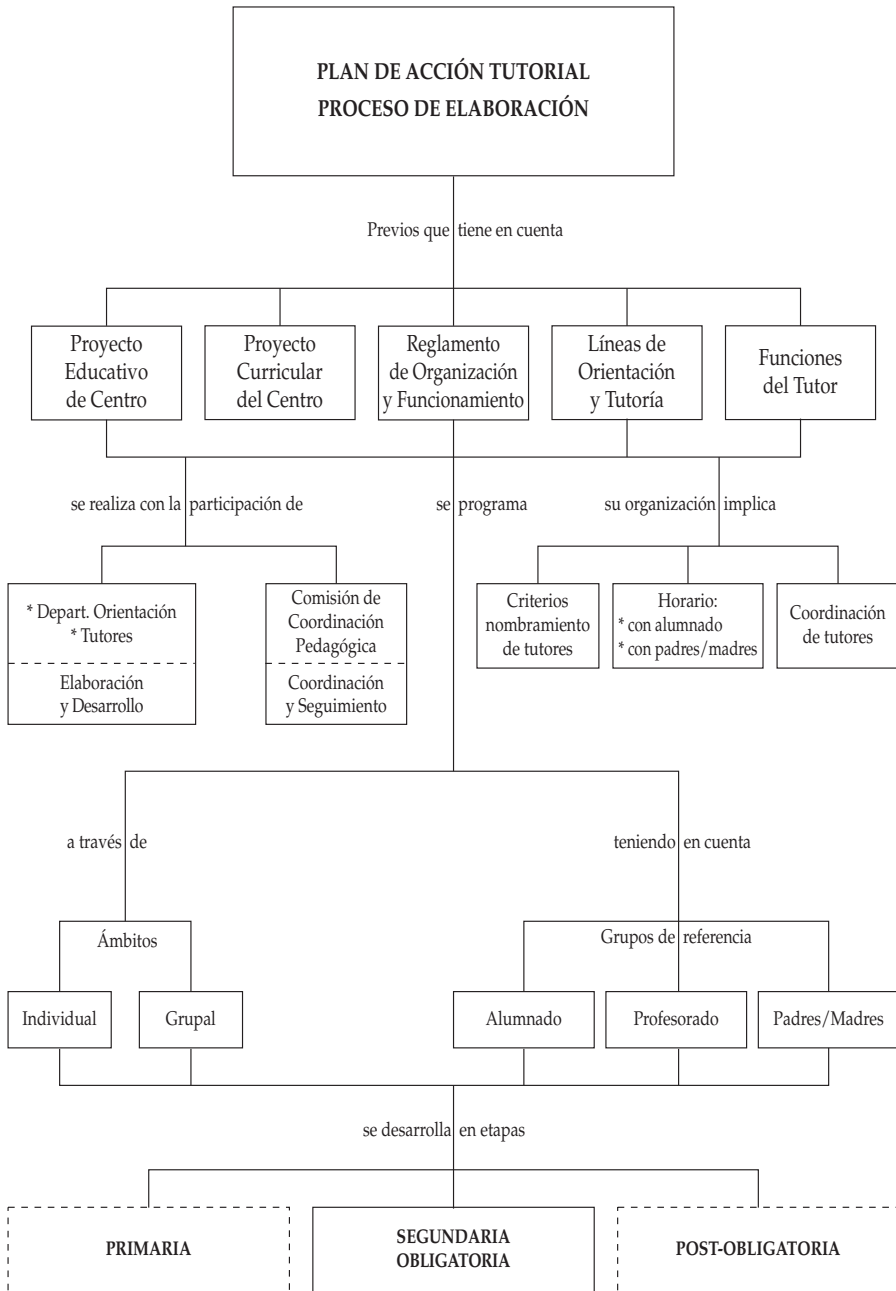 PLAN DE ACCIÓN TUTORIAL
PROCESO DE ELABORACIÓN
Previos que tiene en cuenta
Proyecto
Educativo
de Centro
Proyecto
Curricular
del Centro
Reglamento
de Organización
y Funcionamiento
Líneas de
Orientación
y Tutoría
Funciones
del Tutor
se realiza con la participación de
se programa
su organización implica
* Depart. Orientación
* Tutores
Elaboración
y Desarrollo
Comisión de
Coordinación
Pedagógica
Coordinación
y Seguimiento
Criterios
nombramiento
de tutores
Horario:
* con alumnado
* con padres/madres
Coordinación
de tutores
a través de
teniendo en cuenta
Ámbitos
Grupos de referencia
Individual
Grupal
Alumnado
Profesorado
Padres/Madres
se desarrolla en etapas
PRIMARIA
SEGUNDARIA
OBLIGATORIA
POST-OBLIGATORIA